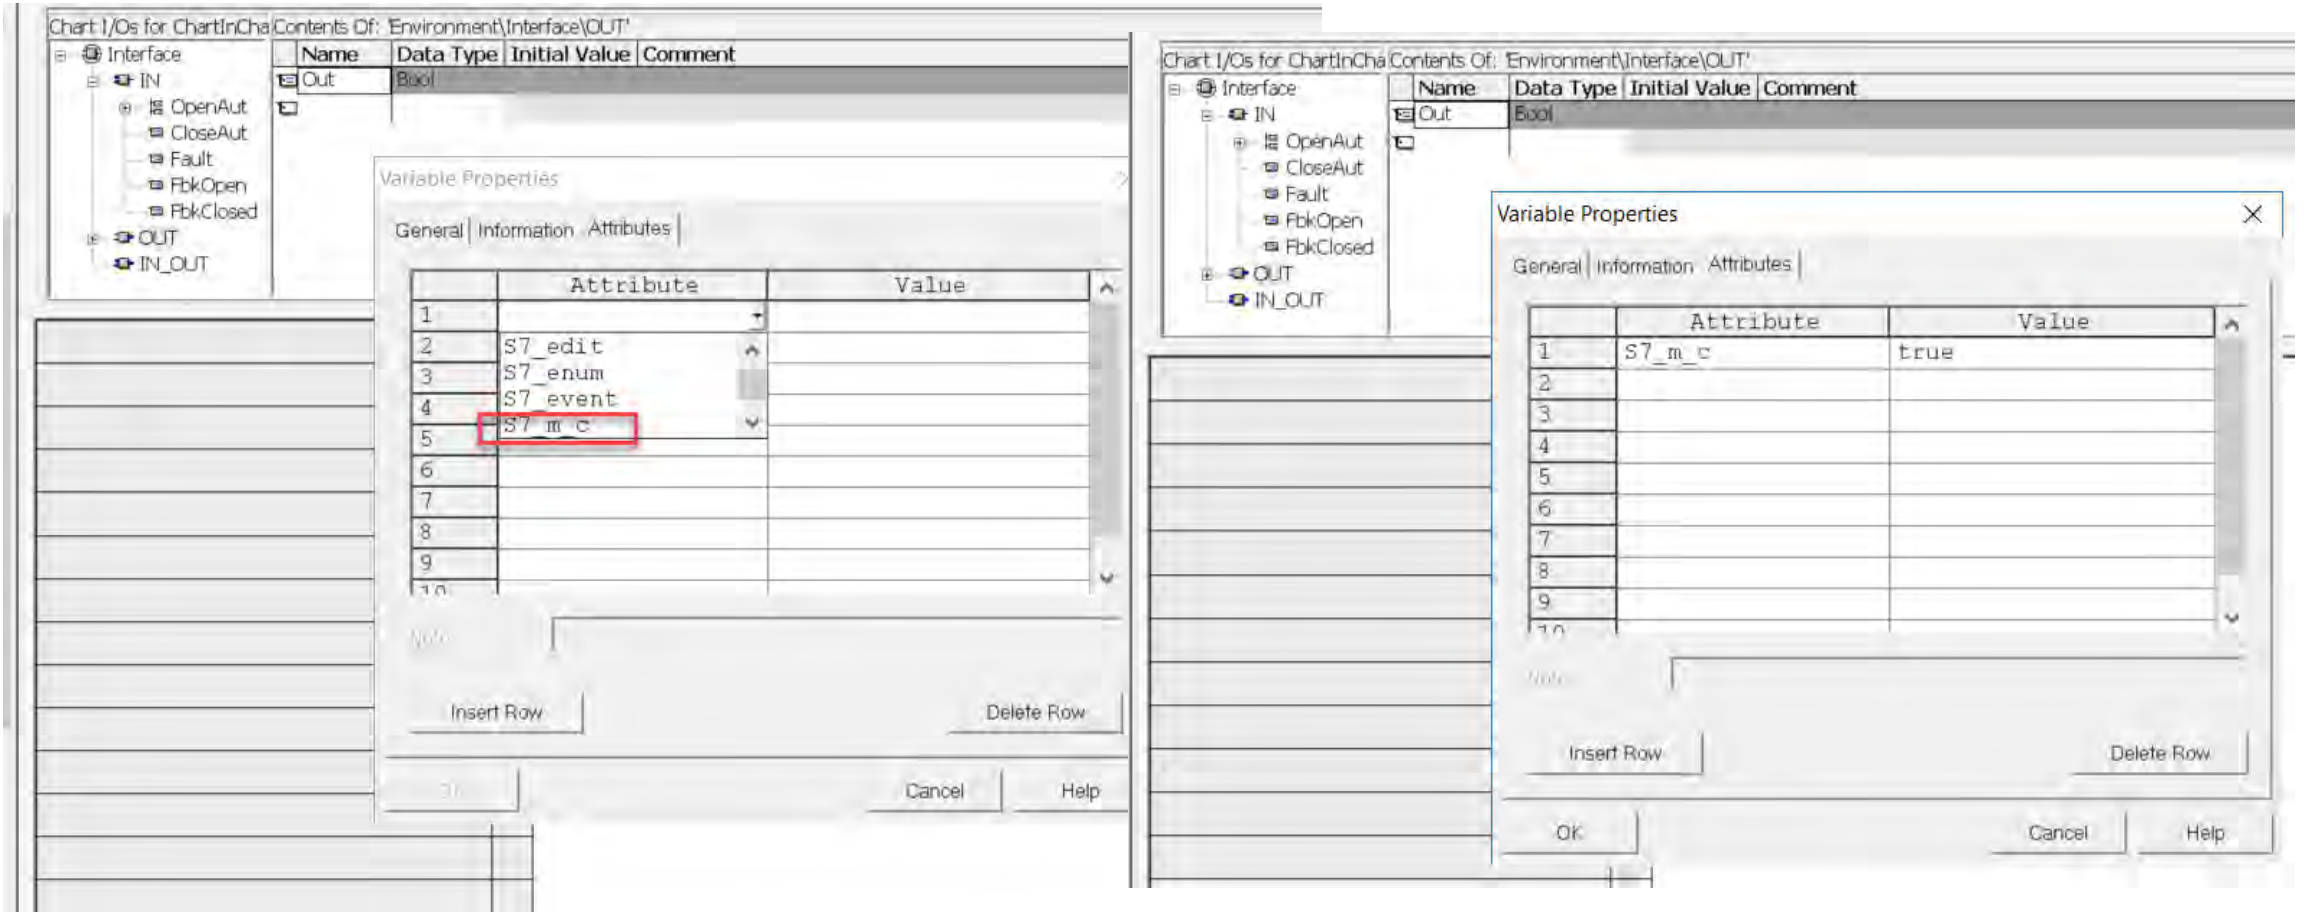 Chart I/Os for ChartInCha Contents Of: 'Environment\Interface\OUT'
Interface
Name Data Type Initial Value Comment
IN
Out Bool
OpenAut
CloseAut
Fault
FbkOpen
FbkClosed
OUT
IN_OUT
Variable Properties
General Information Attributes
Attribute Value
1
2 S7_edit
3 S7_enum
4 S7_event
5 S7_m_c
6
7
8
9
10
Note
Insert Row Delete Row
Cancel Help
Chart I/Os for ChartInCha Contents Of: 'Environment\Interface\OUT'
Interface
Name Data Type Initial Value Comment
IN
Out Bool
OpenAut
CloseAut
Fault
FbkOpen
FbkClosed
OUT
IN_OUT
Variable Properties
General Information Attributes
Attribute Value
1 S7_m_c true
2
3
4
5
6
7
8
9
10
Insert Row Delete Row
OK Cancel Help